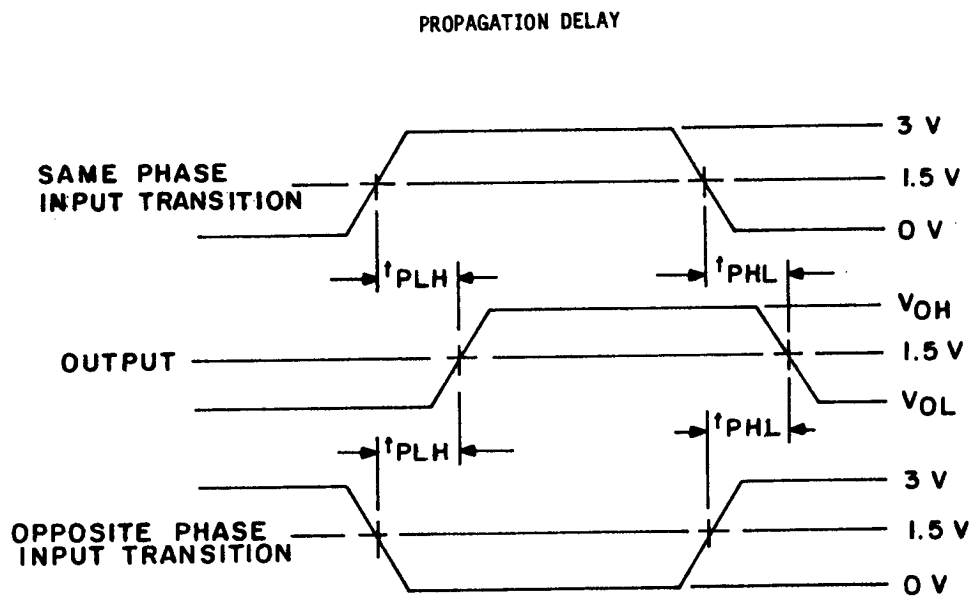 PROPAGATION DELAY
3 V
SAME PHASE
INPUT TRANSITION
1.5 V
0 V
tPLH
tPHL
VOH
OUTPUT
1.5 V
VOL
tPLH
tPHL
3 V
OPPOSITE PHASE
INPUT TRANSITION
1.5 V
0 V